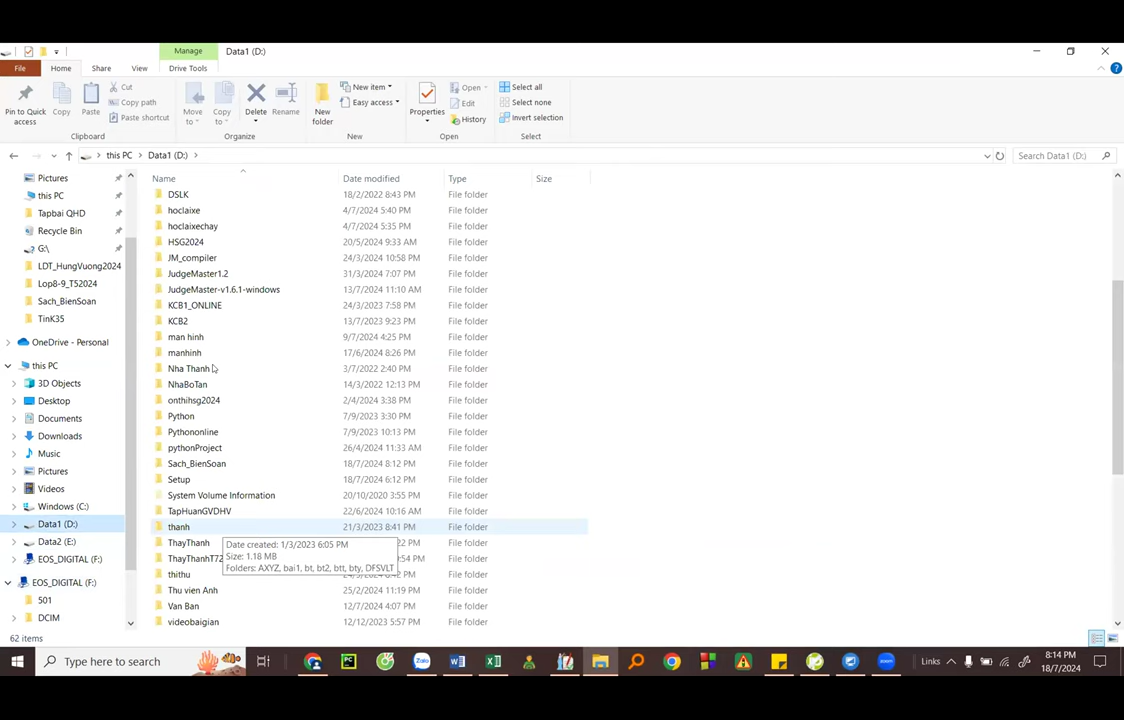 Manage Data1 (D:)
File Home Share View Drive Tools
Pin to Quick access
Copy
Paste
Cut
Copy path
Paste shortcut
Clipboard
Move to
Copy to
Delete
Rename
Organize
New folder
New item
Easy access
New
Properties
Open
Edit
History
Open
Select all
Select none
Invert selection
Select
this PC Data1 (D:)
Search Data1 (D:)
Pictures
this PC
Tapbai QHD
Recycle Bin
G:\
LDT_HungVuong2024
Lop8-9_T52024
Sach_BienSoan
TinK35
OneDrive - Personal
this PC
3D Objects
Desktop
Documents
Downloads
Music
Pictures
Videos
Windows (C:)
Data1 (D:)
Data2 (E:)
EOS_DIGITAL (F:)
EOS_DIGITAL (F:)
501
DCIM
Name Date modified Type Size
DSLK 18/2/2022 8:43 PM File folder
hoclaixe 4/7/2024 5:40 PM File folder
hoclaixechay 4/7/2024 5:35 PM File folder
HSG2024 20/5/2024 9:33 AM File folder
JM_compiler 24/3/2024 10:58 PM File folder
JudgeMaster1.2 31/3/2024 7:07 PM File folder
JudgeMaster-v1.6.1-windows 13/7/2024 11:10 AM File folder
KCB1_ONLINE 24/3/2023 7:58 PM File folder
KCB2 13/7/2023 9:23 PM File folder
man hinh 9/7/2024 4:25 PM File folder
manhinh 17/6/2024 8:26 PM File folder
Nha Thanh 3/7/2022 2:40 PM File folder
NhaBoTan 14/3/2022 12:13 PM File folder
onthihsg2024 2/4/2024 3:38 PM File folder
Python 7/9/2023 3:30 PM File folder
Pythononline 7/9/2023 10:13 PM File folder
pythonProject 26/4/2024 11:33 AM File folder
Sach_BienSoan 18/7/2024 8:12 PM File folder
Setup 18/7/2024 6:12 PM File folder
System Volume Information 20/10/2020 3:55 PM File folder
TapHuanGVDHV 22/6/2024 10:16 AM File folder
thanh 21/3/2023 8:41 PM File folder
ThayThanh :22 PM File folder
ThayThanhT72 :54 PM File folder
Date created: 1/3/2023 6:05 PM
Size: 1.18 MB
Folders: AXYZ, bai1, bt, bt2, btt, bty, DFSVLT
thithu File folder
Thu vien Anh 25/2/2024 11:19 PM File folder
Van Ban 12/7/2024 4:07 PM File folder
videobaigian 12/12/2023 5:57 PM File folder
62 items
Type here to search
Links
8:14 PM
18/7/2024